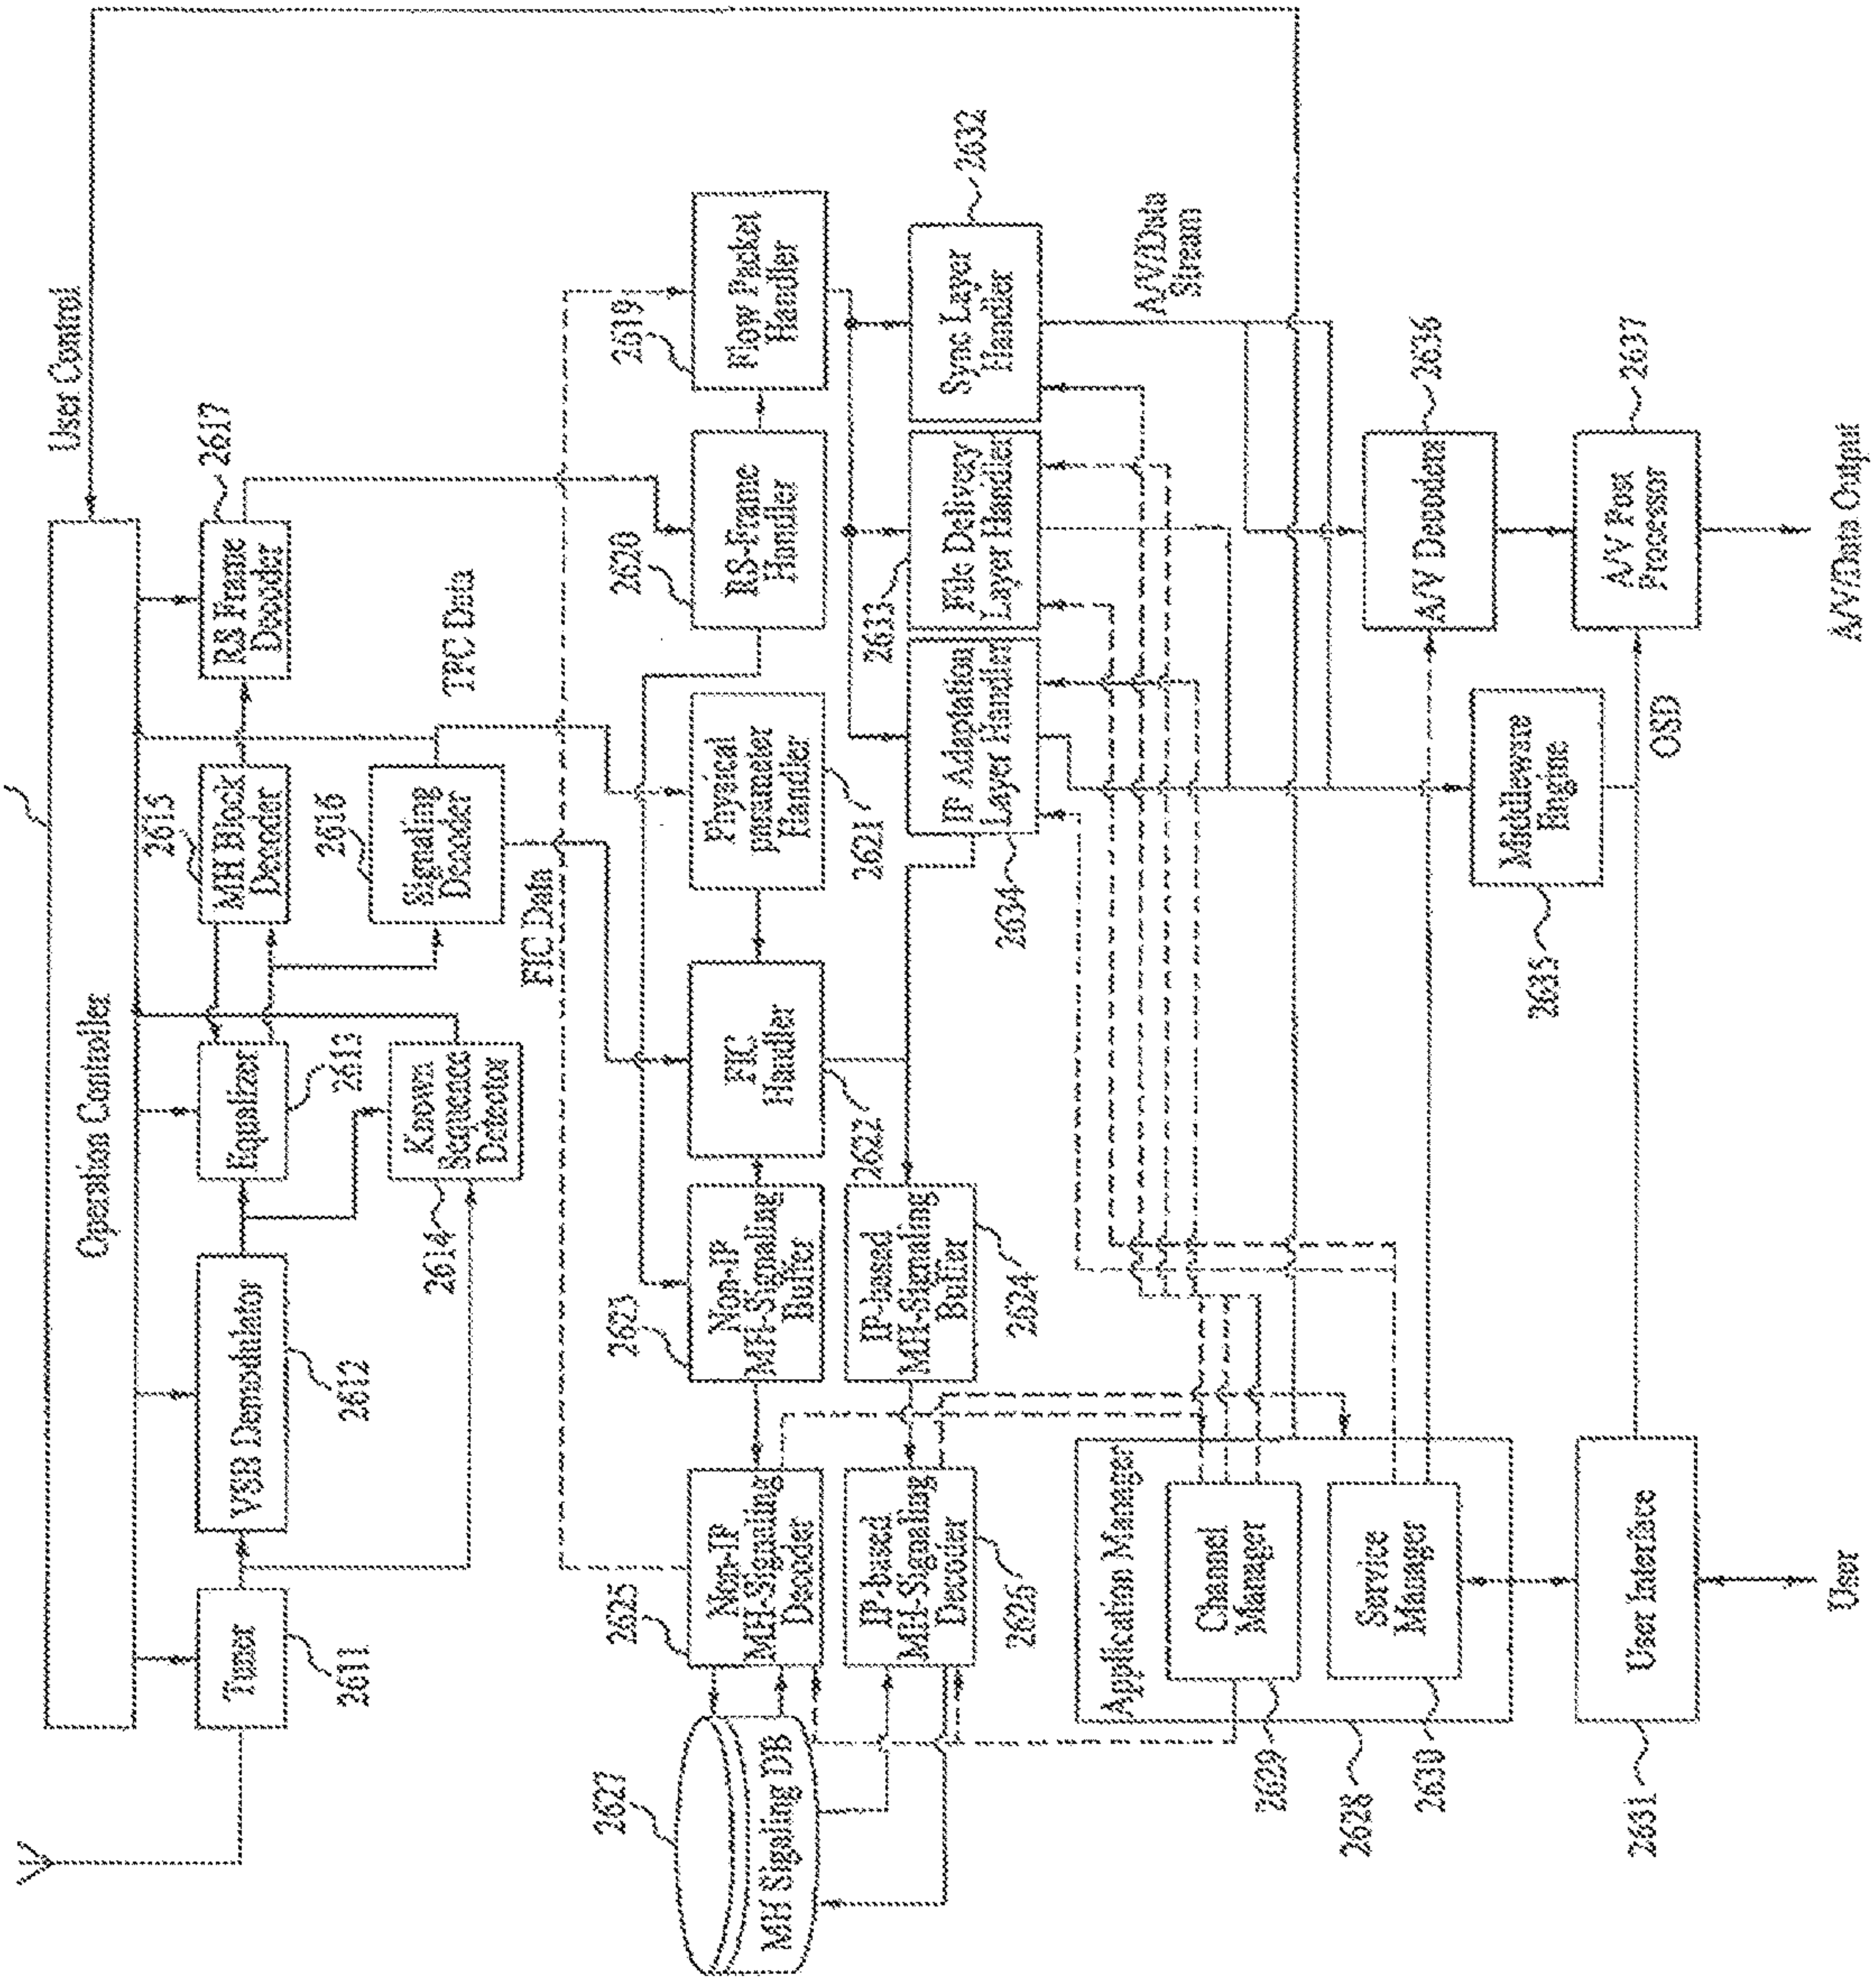 User Control
Operation Controller
Tuner
2611
VSB Demodulator
2612
Equalizer
2613
Known
Sequence
Detector
2614
MH Block
Decoder
2615
Signaling
Decoder
2616
RS Frame
Decoder
2617
TPC Data
FIC Data
2627
MH Signaling DB
2625
Non-IP
MH-Signaling
Decoder
2623
Non-IP
MH-Signaling
Buffer
FIC
Handler
2622
Physical
parameter
Handler
2621
2620
RS-Frame
Handler
2619
Flow Packet
Handler
IP-based
MH-Signaling
Decoder
2626
IP-based
MH-Signaling
Buffer
2624
IP Adaptation
Layer Handler
2634
2633
File Delivery
Layer Handler
Sync Layer
Handler
2632
A/V/Data
Stream
Application Manager
Channel
Manager
2629
2628
Service
Manager
2630
User Interface
2631
User
Middleware
Engine
2635
OSD
A/V Decoders
2636
A/V Post
Processor
2637
A/V/Data Output